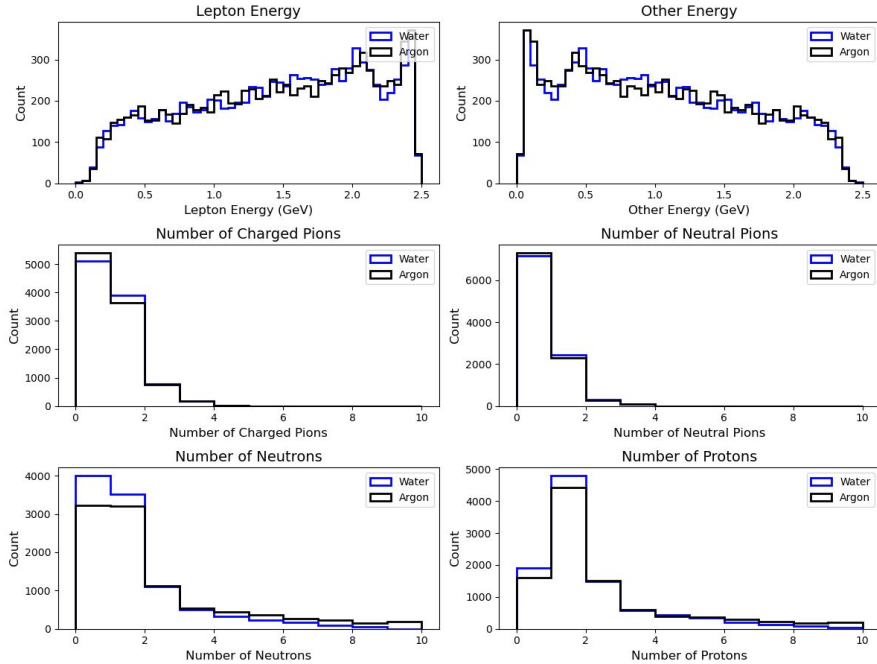 Lepton Energy
Water
Argon
300
200
100
0
Count
0.0 0.5 1.0 1.5 2.0 2.5
Lepton Energy (GeV)
Other Energy
Water
Argon
300
200
100
0
Count
0.0 0.5 1.0 1.5 2.0 2.5
Other Energy (GeV)
Number of Charged Pions
Water
Argon
5000
4000
3000
2000
1000
0
Count
0 2 4 6 8 10
Number of Charged Pions
Number of Neutral Pions
Water
Argon
6000
4000
2000
0
Count
0 2 4 6 8 10
Number of Neutral Pions
Number of Neutrons
Water
Argon
4000
3000
2000
1000
0
Count
0 2 4 6 8 10
Number of Neutrons
Number of Protons
Water
Argon
5000
4000
3000
2000
1000
0
Count
0 2 4 6 8 10
Number of Protons